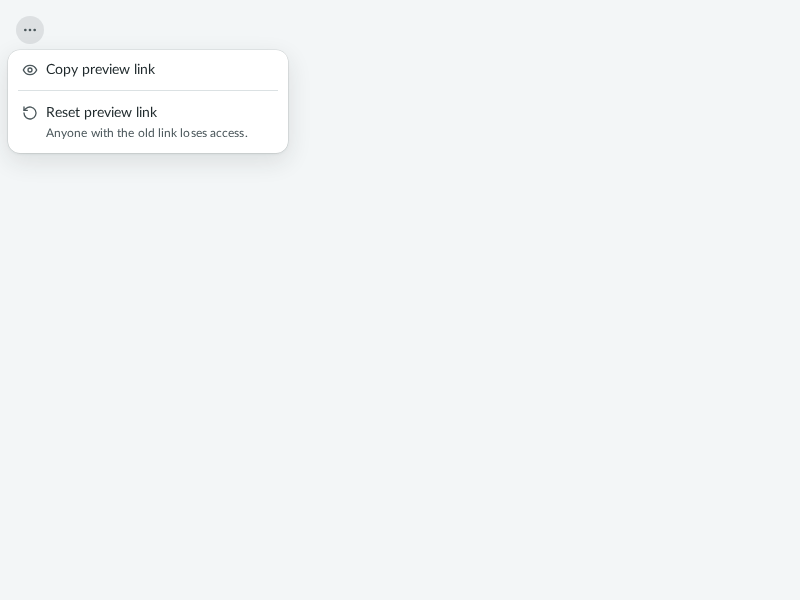 Copy preview link
Reset preview link
Anyone with the old link loses access.